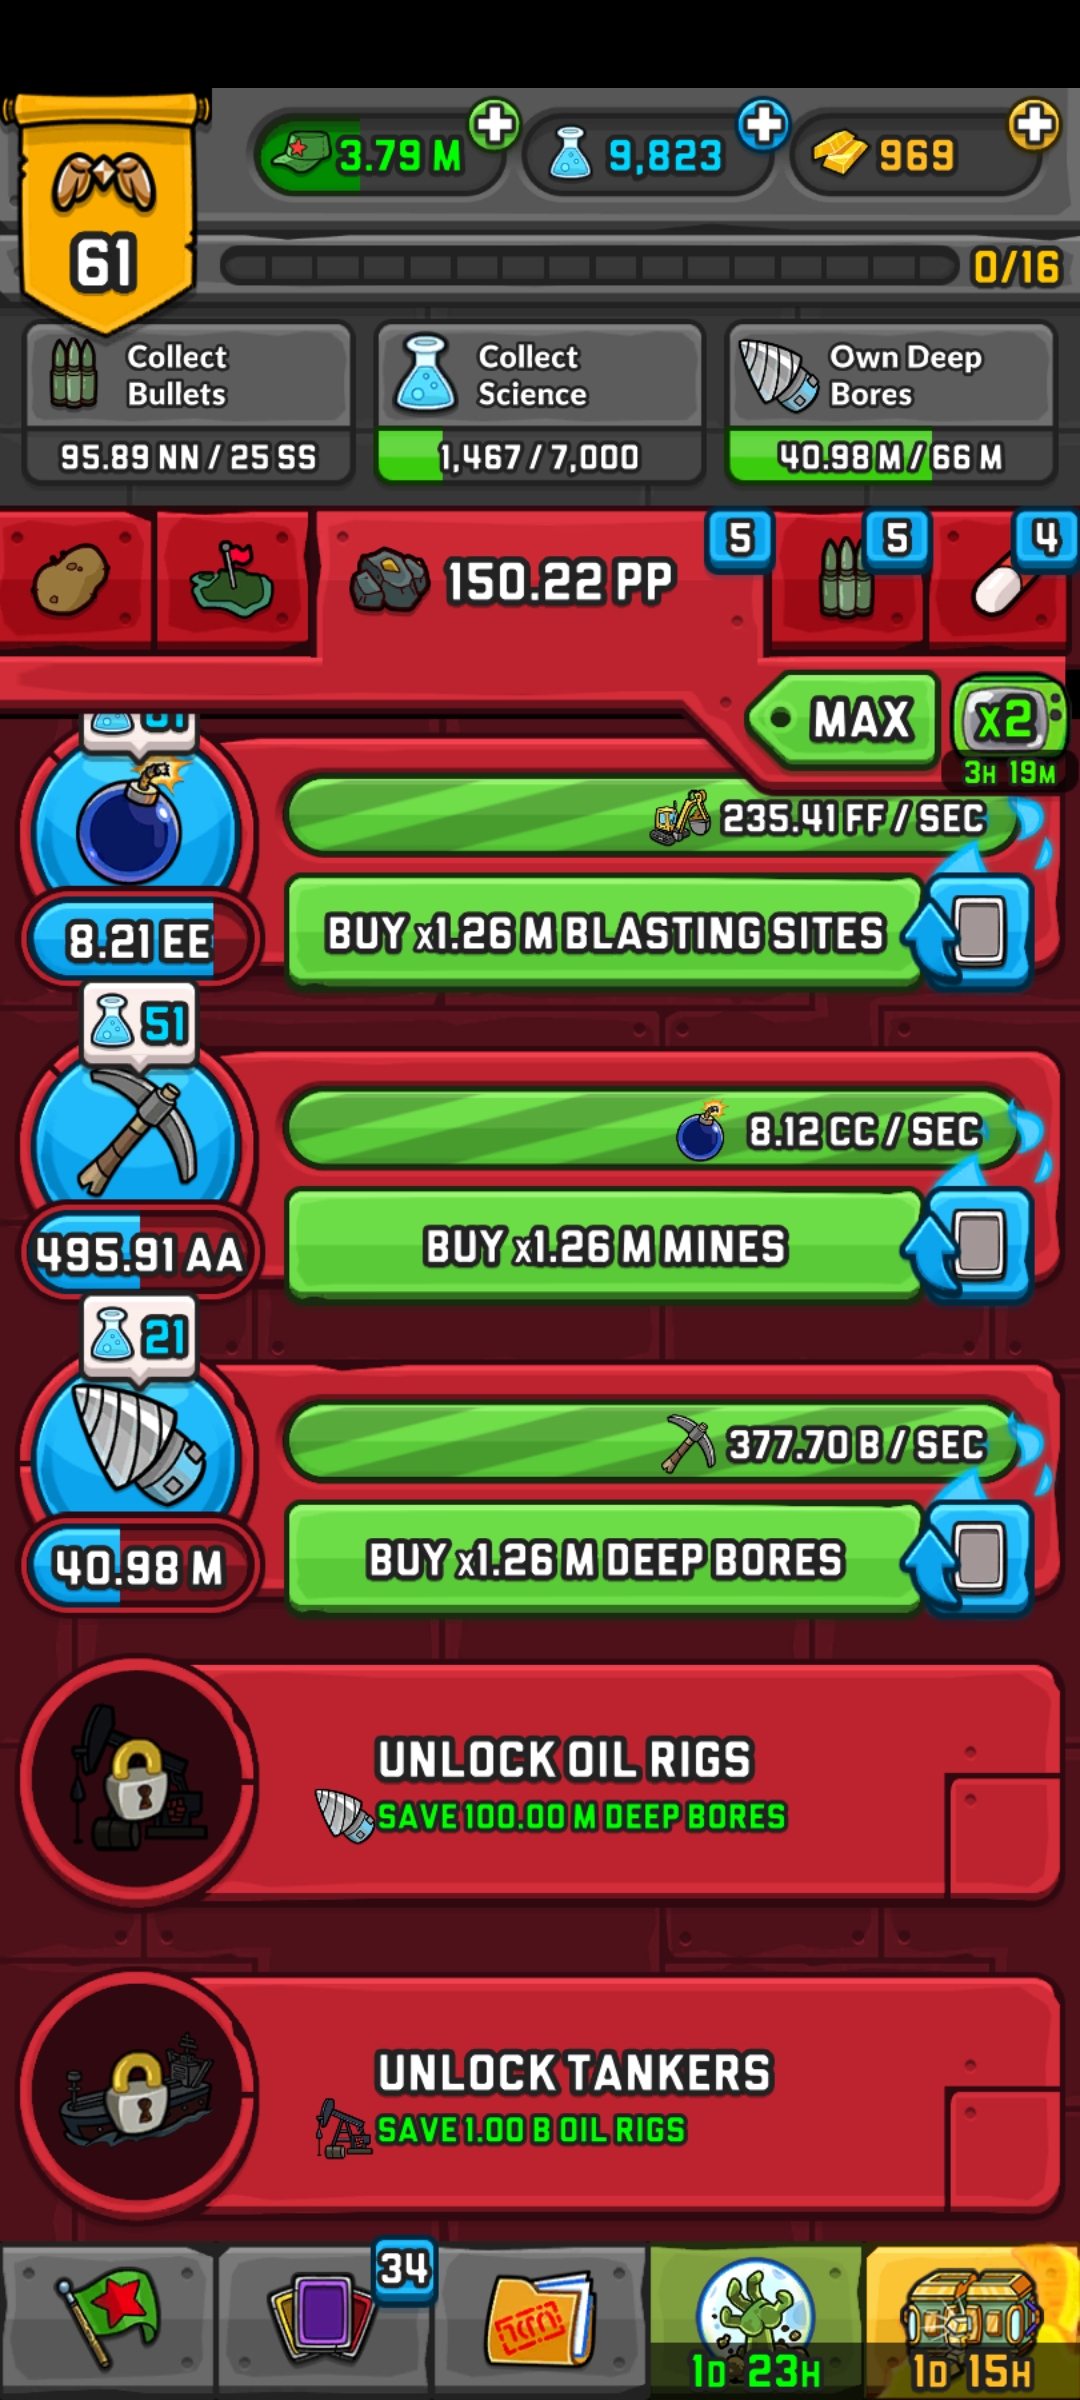 3.79 M
9,823
969
61
0/16
Collect
Bullets
95.89 NN / 25 SS
Collect
Science
1,467 / 7,000
Own Deep
Bores
40.98 M / 66 M
150.22 PP
5
5
4
MAX
x2
3H 19M
235.41 FF / SEC
8.21 EE
BUY x1.26 M BLASTING SITES
51
8.12 CC / SEC
495.91 AA
BUY x1.26 M MINES
21
377.70 B / SEC
40.98 M
BUY x1.26 M DEEP BORES
UNLOCK OIL RIGS
SAVE 100.00 M DEEP BORES
UNLOCK TANKERS
SAVE 1.00 B OIL RIGS
34
1D 23H
1D 15H